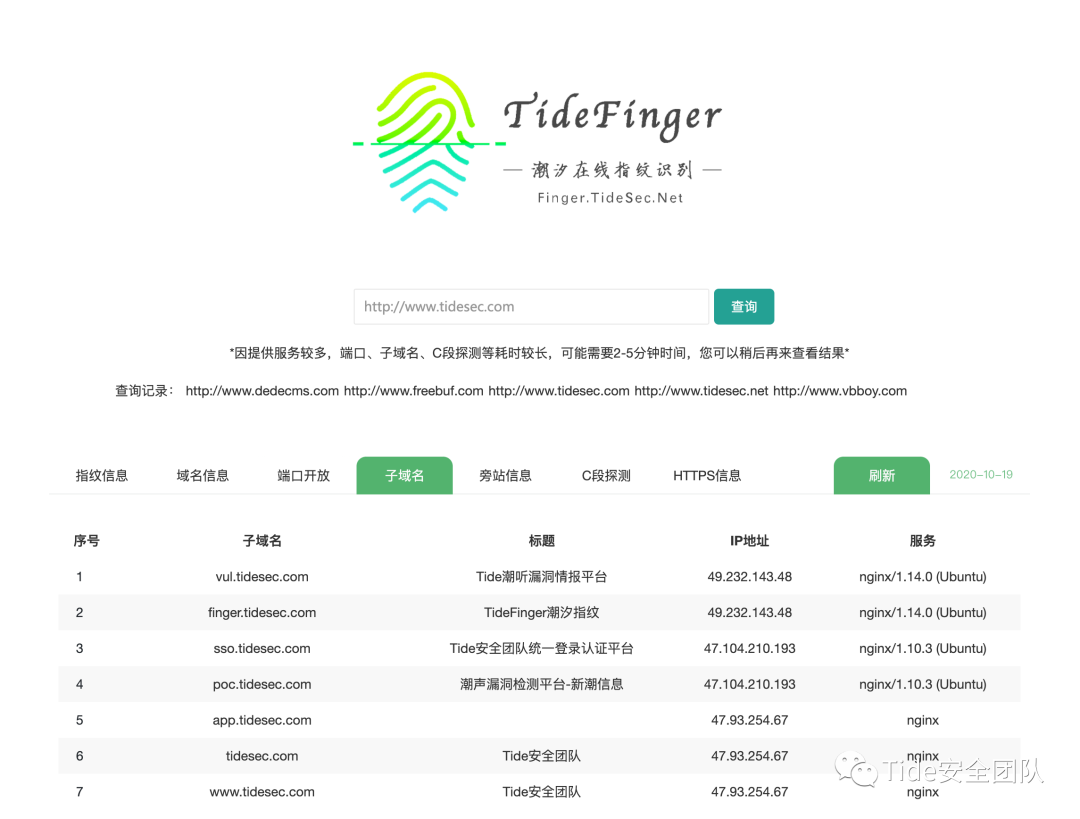 TideFinger
— 潮汐在线指纹识别 —
Finger.TideSec.Net
http://www.tidesec.com 查询
*因提供服务较多，端口、子域名、C段探测等耗时较长，可能需要2-5分钟时间，您可以稍后再来查看结果*
查询记录： http://www.dedecms.com http://www.freebuf.com http://www.tidesec.com http://www.tidesec.net http://www.vbboy.com
指纹信息 域名信息 端口开放 子域名 旁站信息 C段探测 HTTPS信息 刷新 2020-10-19
序号 子域名 标题 IP地址 服务
1 vul.tidesec.com Tide潮听漏洞情报平台 49.232.143.48 nginx/1.14.0 (Ubuntu)
2 finger.tidesec.com TideFinger潮汐指纹 49.232.143.48 nginx/1.14.0 (Ubuntu)
3 sso.tidesec.com Tide安全团队统一登录认证平台 47.104.210.193 nginx/1.10.3 (Ubuntu)
4 poc.tidesec.com 潮声漏洞检测平台-新潮信息 47.104.210.193 nginx/1.10.3 (Ubuntu)
5 app.tidesec.com 47.93.254.67 nginx
6 tidesec.com Tide安全团队 47.93.254.67 nginx
Tide安全团队
7 www.tidesec.com Tide安全团队 47.93.254.67 nginx